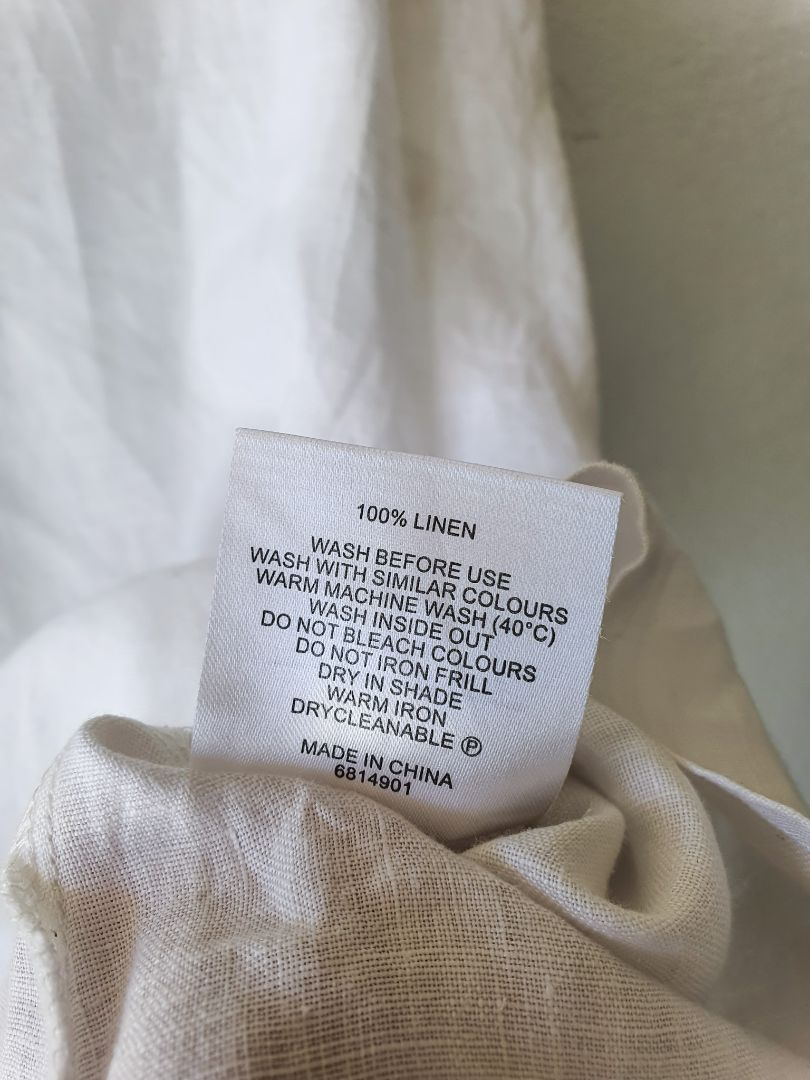 100% LINEN
WASH BEFORE USE
WASH WITH SIMILAR COLOURS
WARM MACHINE WASH (40°C)
WASH INSIDE OUT
DO NOT BLEACH COLOURS
DO NOT IRON FRILL
DRY IN SHADE
WARM IRON
DRYCLEANABLE Ⓟ
MADE IN CHINA
6814901